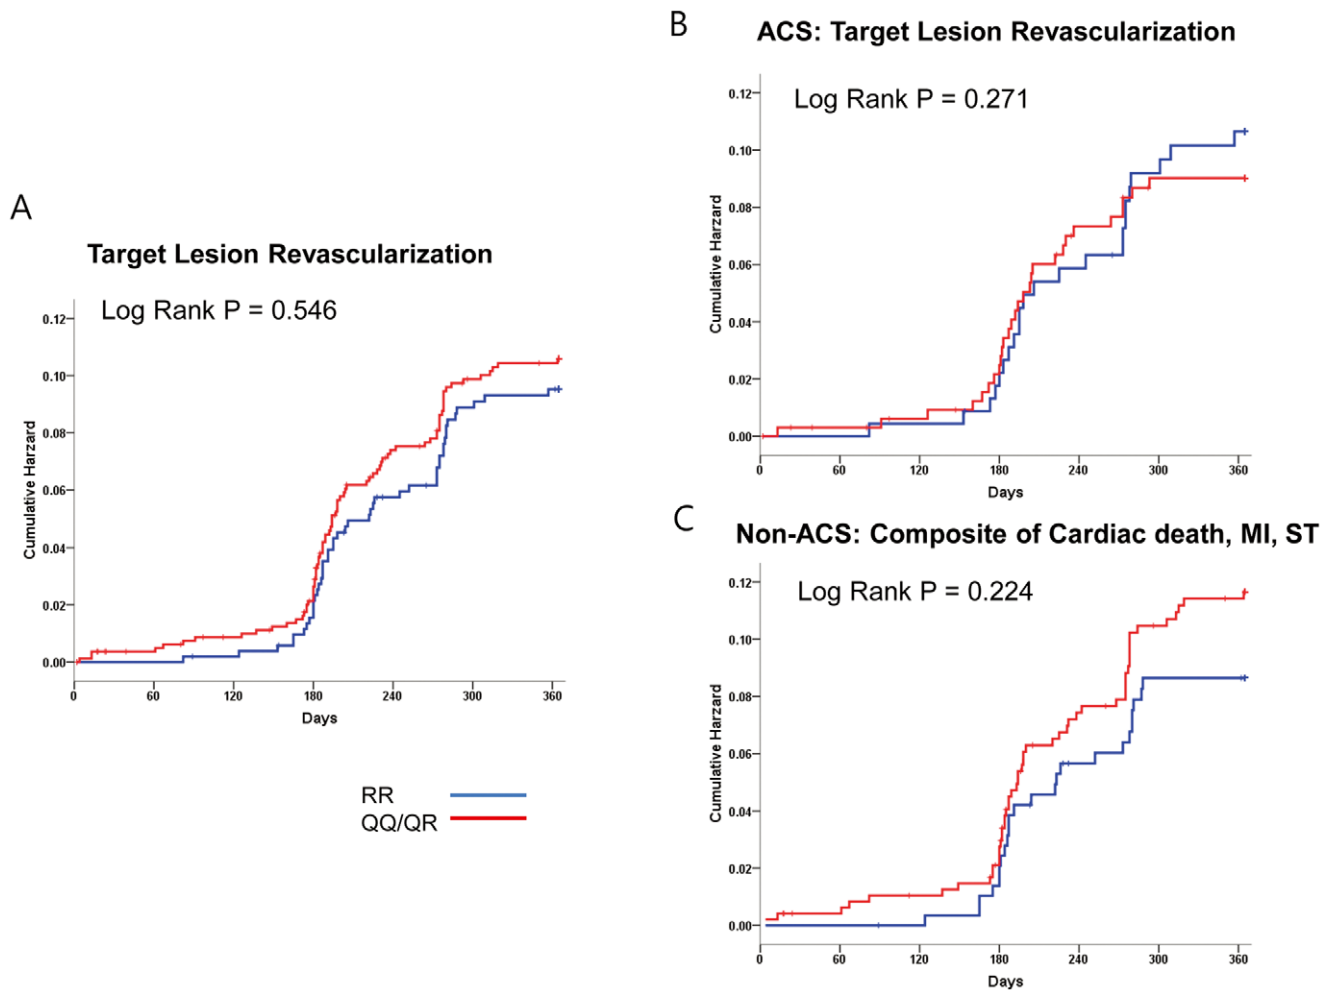 A
Target Lesion Revascularization
Log Rank P = 0.546
Cumulative Harzard
0.12
0.10
0.08
0.06
0.04
0.02
0.00
0 60 120 180 240 300 360
Days
RR
QQ/QR
B
ACS: Target Lesion Revascularization
Log Rank P = 0.271
Cumulative Harzard
0.12
0.10
0.08
0.06
0.04
0.02
0.00
0 60 120 180 240 300 360
Days
C
Non-ACS: Composite of Cardiac death, MI, ST
Log Rank P = 0.224
Cumulative Harzard
0.12
0.10
0.08
0.06
0.04
0.02
0.00
0 60 120 180 240 300 360
Days